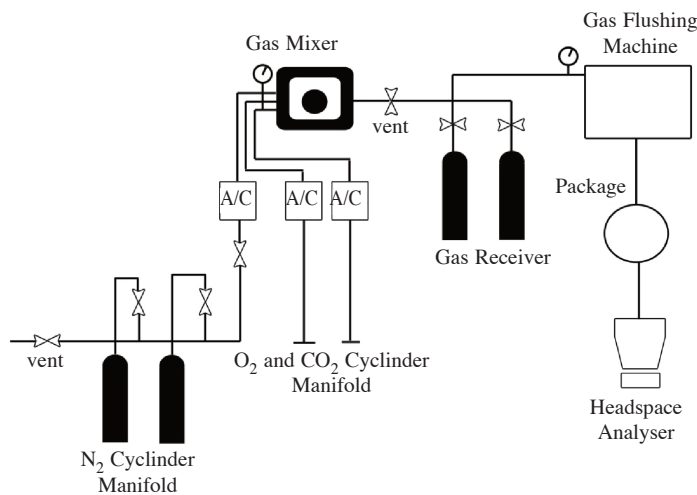 Gas Mixer
Gas Flushing
Machine
vent
A/C
A/C
A/C
Package
Gas Receiver
vent
O₂ and CO₂ Cyclinder
Manifold
N₂ Cyclinder
Manifold
Headspace
Analyser